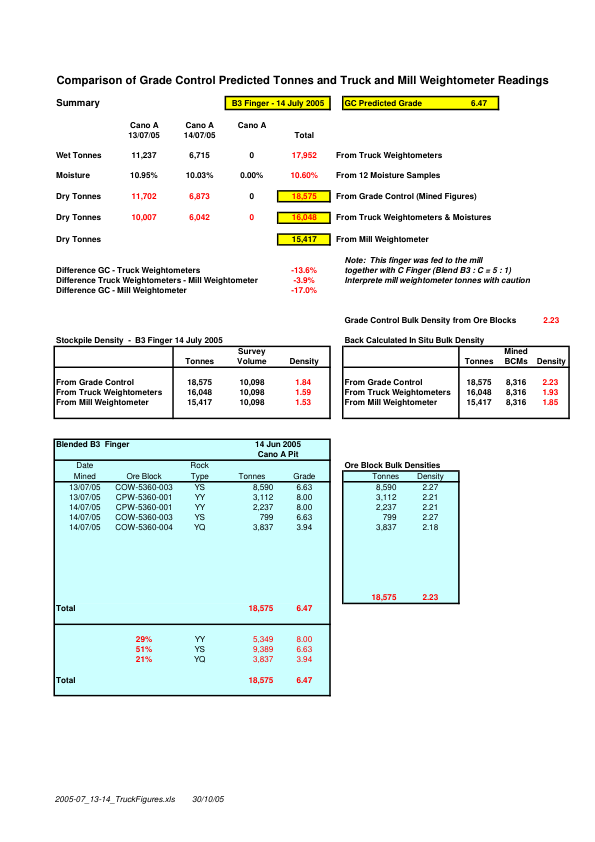 Comparison of Grade Control Predicted Tonnes and Truck and Mill Weightometer Readings
Summary B3 Finger - 14 July 2005 GC Predicted Grade 6.47
Cano A Cano A Cano A
13/07/05 14/07/05 Total
Wet Tonnes 11,237 6,715 0 17,952 From Truck Weightometers
Moisture 10.95% 10.03% 0.00% 10.60% From 12 Moisture Samples
Dry Tonnes 11,702 6,873 0 18,575 From Grade Control (Mined Figures)
Dry Tonnes 10,007 6,042 0 16,048 From Truck Weightometers & Moistures
Dry Tonnes 15,417 From Mill Weightometer
Note: This finger was fed to the mill
Difference GC - Truck Weightometers -13.6% together with C Finger (Blend B3 : C = 5 : 1)
Difference Truck Weightometers - Mill Weightometer -3.9% Interprete mill weightometer tonnes with caution
Difference GC - Mill Weightometer -17.0%
Grade Control Bulk Density from Ore Blocks 2.23
Stockpile Density - B3 Finger 14 July 2005 Back Calculated In Situ Bulk Density
Survey Mined
Tonnes Volume Density Tonnes BCMs Density
From Grade Control 18,575 10,098 1.84 From Grade Control 18,575 8,316 2.23
From Truck Weightometers 16,048 10,098 1.59 From Truck Weightometers 16,048 8,316 1.93
From Mill Weightometer 15,417 10,098 1.53 From Mill Weightometer 15,417 8,316 1.85
Blended B3 Finger 14 Jun 2005
Cano A Pit
Date Rock Ore Block Bulk Densities
Mined Ore Block Type Tonnes Grade Tonnes Density
13/07/05 COW-5360-003 YS 8,590 6.63 8,590 2.27
13/07/05 CPW-5360-001 YY 3,112 8.00 3,112 2.21
14/07/05 CPW-5360-001 YY 2,237 8.00 2,237 2.21
14/07/05 COW-5360-003 YS 799 6.63 799 2.27
14/07/05 COW-5360-004 YQ 3,837 3.94 3,837 2.18
18,575 2.23
Total 18,575 6.47
29% YY 5,349 8.00
51% YS 9,389 6.63
21% YQ 3,837 3.94
Total 18,575 6.47
2005-07_13-14_TruckFigures.xls 30/10/05